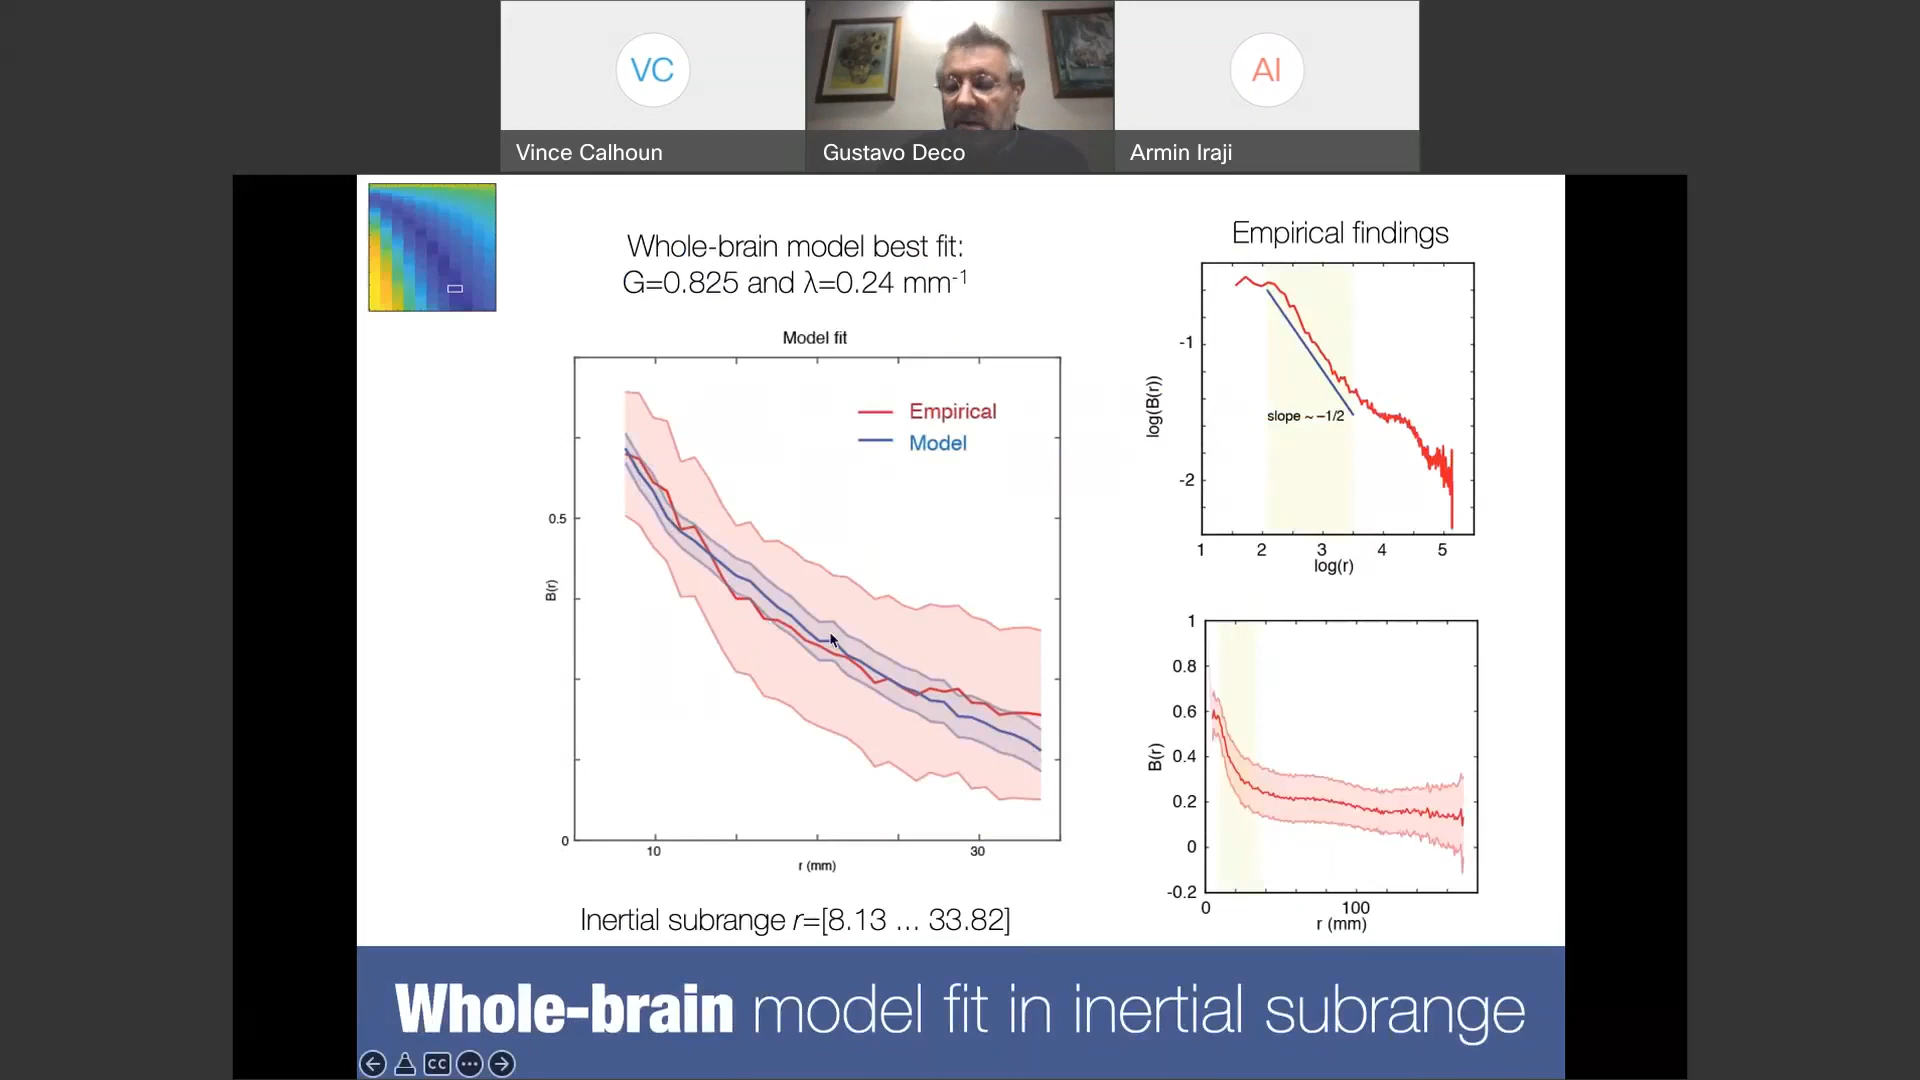 VC
AI
Vince Calhoun
Gustavo Deco
Armin Iraji
Whole-brain model best fit:
G=0.825 and λ=0.24 mm⁻¹
Model fit
Empirical
Model
0.5
0
B(r)
10
30
r (mm)
Inertial subrange r=[8.13 ... 33.82]
Empirical findings
-1
-2
log(B(r))
slope ~ –1/2
1 2 3 4 5
log(r)
1
0.8
0.6
0.4
0.2
0
-0.2
B(r)
0 100
r (mm)
Whole-brain model fit in inertial subrange
CC